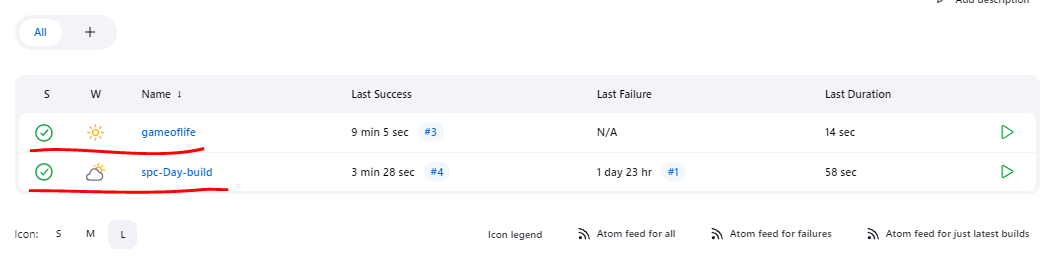 Add description
All +
S W Name ↓ Last Success Last Failure Last Duration
gameoflife 9 min 5 sec #3 N/A 14 sec
spc-Day-build 3 min 28 sec #4 1 day 23 hr #1 58 sec
Icon: S M L Icon legend Atom feed for all Atom feed for failures Atom feed for just latest builds